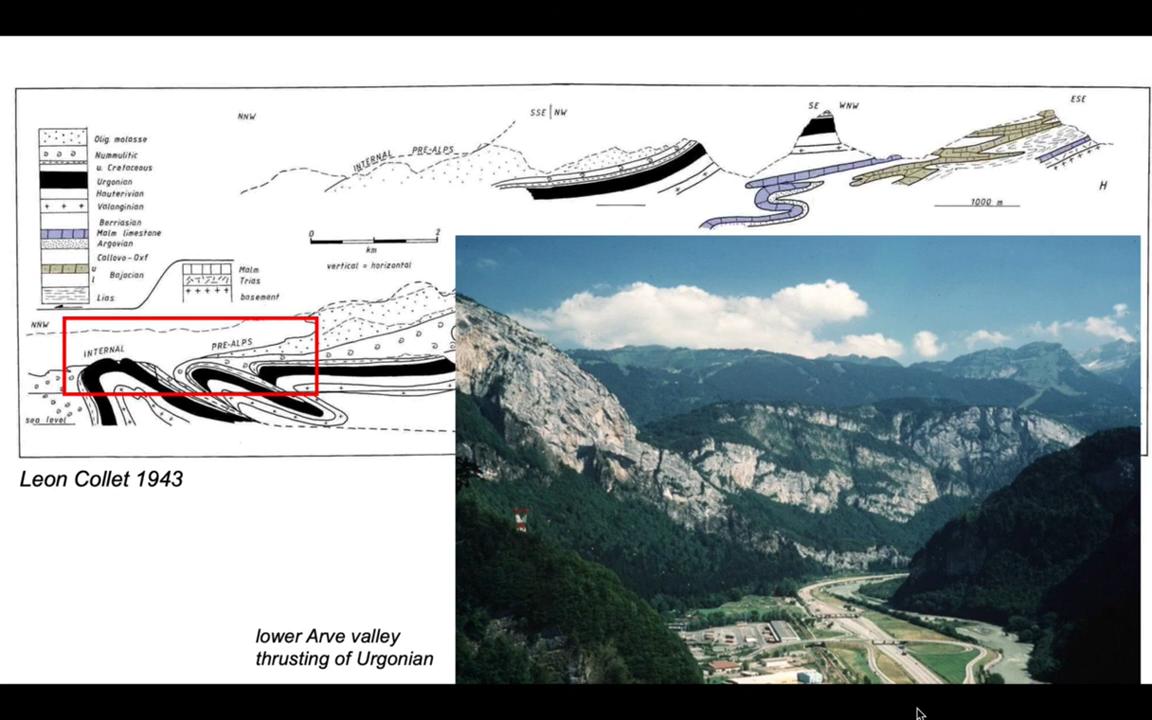 NNW
SSE NW
SE WNW
ESE
Olig. molasse
Nummulitic
u. Cretaceous
Urgonian
Hauterivian
Valanginian
Berriasian
Malm limestone
Argovian
Callovo-Oxf
u
Bajocian
l
Lias
INTERNAL PRE-ALPS
H
1000 m
0 2
km
vertical = horizontal
Malm
Trias
basement
NNW
INTERNAL
PRE-ALPS
sea level
Leon Collet 1943
lower Arve valley
thrusting of Urgonian